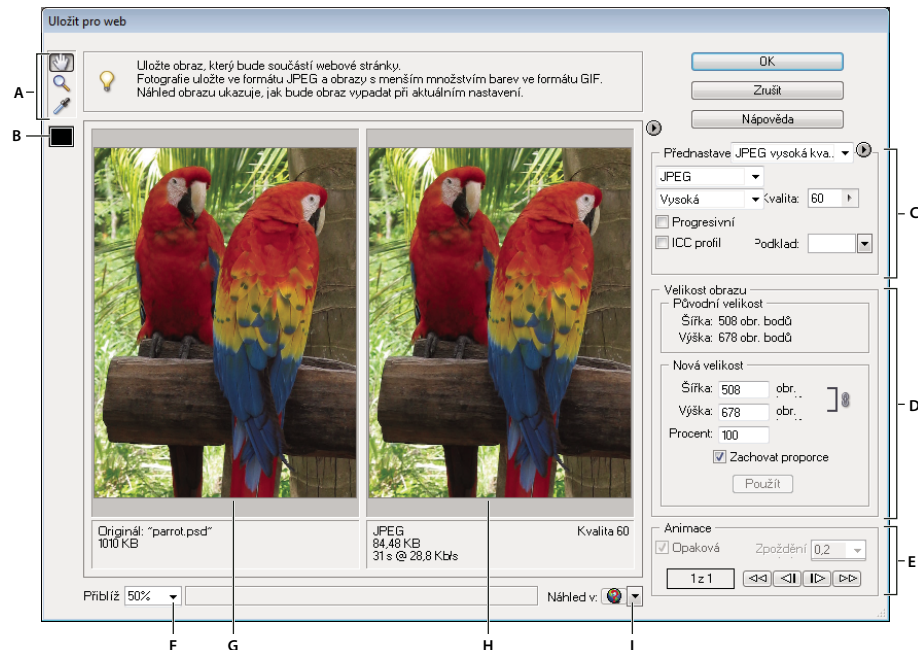 Uložit pro web
Uložte obraz, který bude součástí webové stránky.
Fotografie uložte ve formátu JPEG a obrazy s menším množstvím barev ve formátu GIF.
Náhled obrazu ukazuje, jak bude obraz vypadat při aktuálním nastavení.
OK
Zrušit
Nápověda
A
B
Přednastave JPEG vysoká kva..
JPEG
Vysoká Kvalita: 60
Progresivní
ICC profil Podklad:
C
Velikost obrazu
Původní velikost
Šířka: 508 obr. bodů
Výška: 678 obr. bodů
Nová velikost
Šířka: 508 obr.
Výška: 678 obr.
Procent: 100
Zachovat proporce
Použít
D
Originál: "parrot.psd"
1010 KB
JPEG Kvalita 60
84,48 KB
31 s @ 28,8 Kb/s
Animace
Opaková Zpoždění 0,2
1 z 1
E
Přiblíž 50% Náhled v:
F G H I